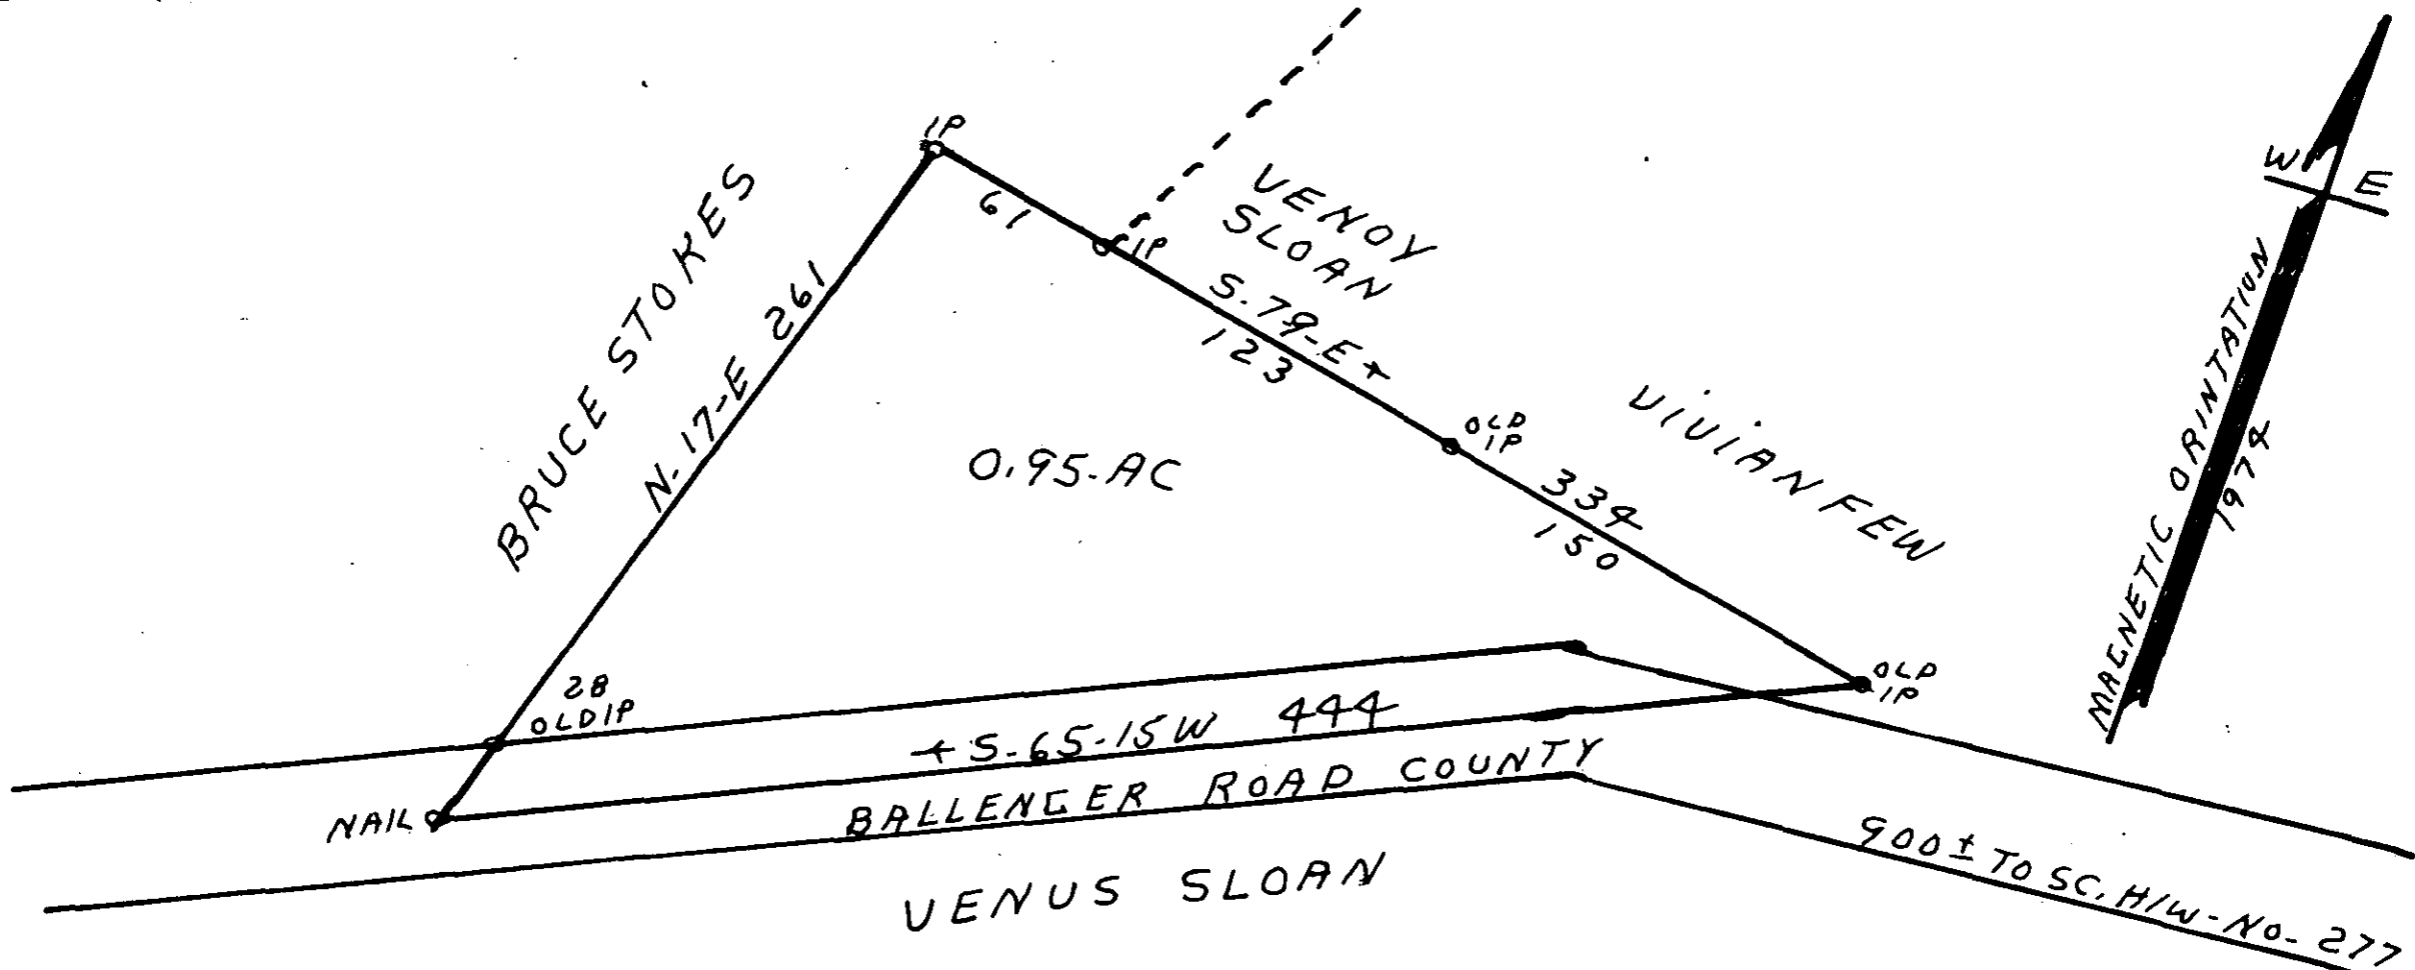 IP
61
IP
VENOY
SLOAN
W
E
BRUCE STOKES
N-17-E 261
S-79-E
123
MAGNETIC ORINTATIUN
1974
OLD
IP
VIVIAN FEW
0.95-AC
334
150
28
OLD IP
OLD
IP
S-65-15W 444
NAIL
BALLENGER ROAD COUNTY
900± TO SC. H/W-NO-277
VENUS SLOAN